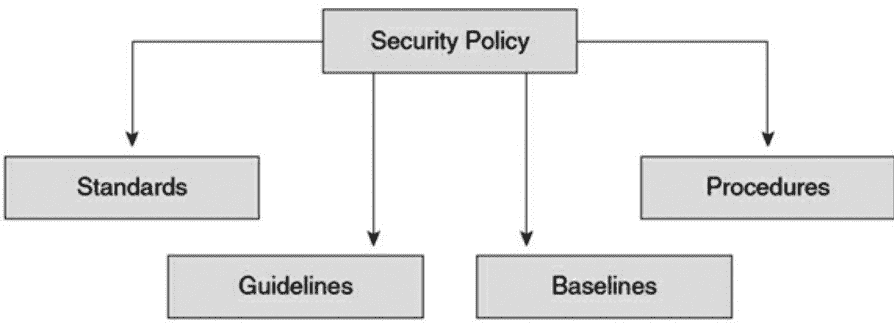 Security Policy
Standards
Procedures
Guidelines
Baselines